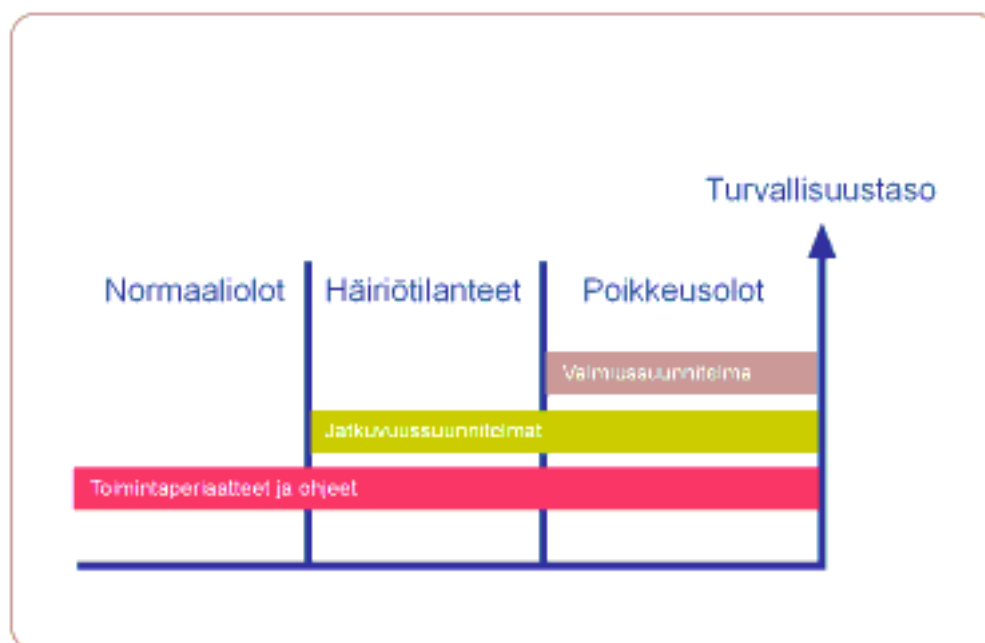 Turvallisuustaso
Normaaliolot
Häiriötilanteet
Poikkeusolot
Valmiussuunnitelma
Jatkuvuussuunnitelmat
Toimintaperiaatteet ja ohjeet